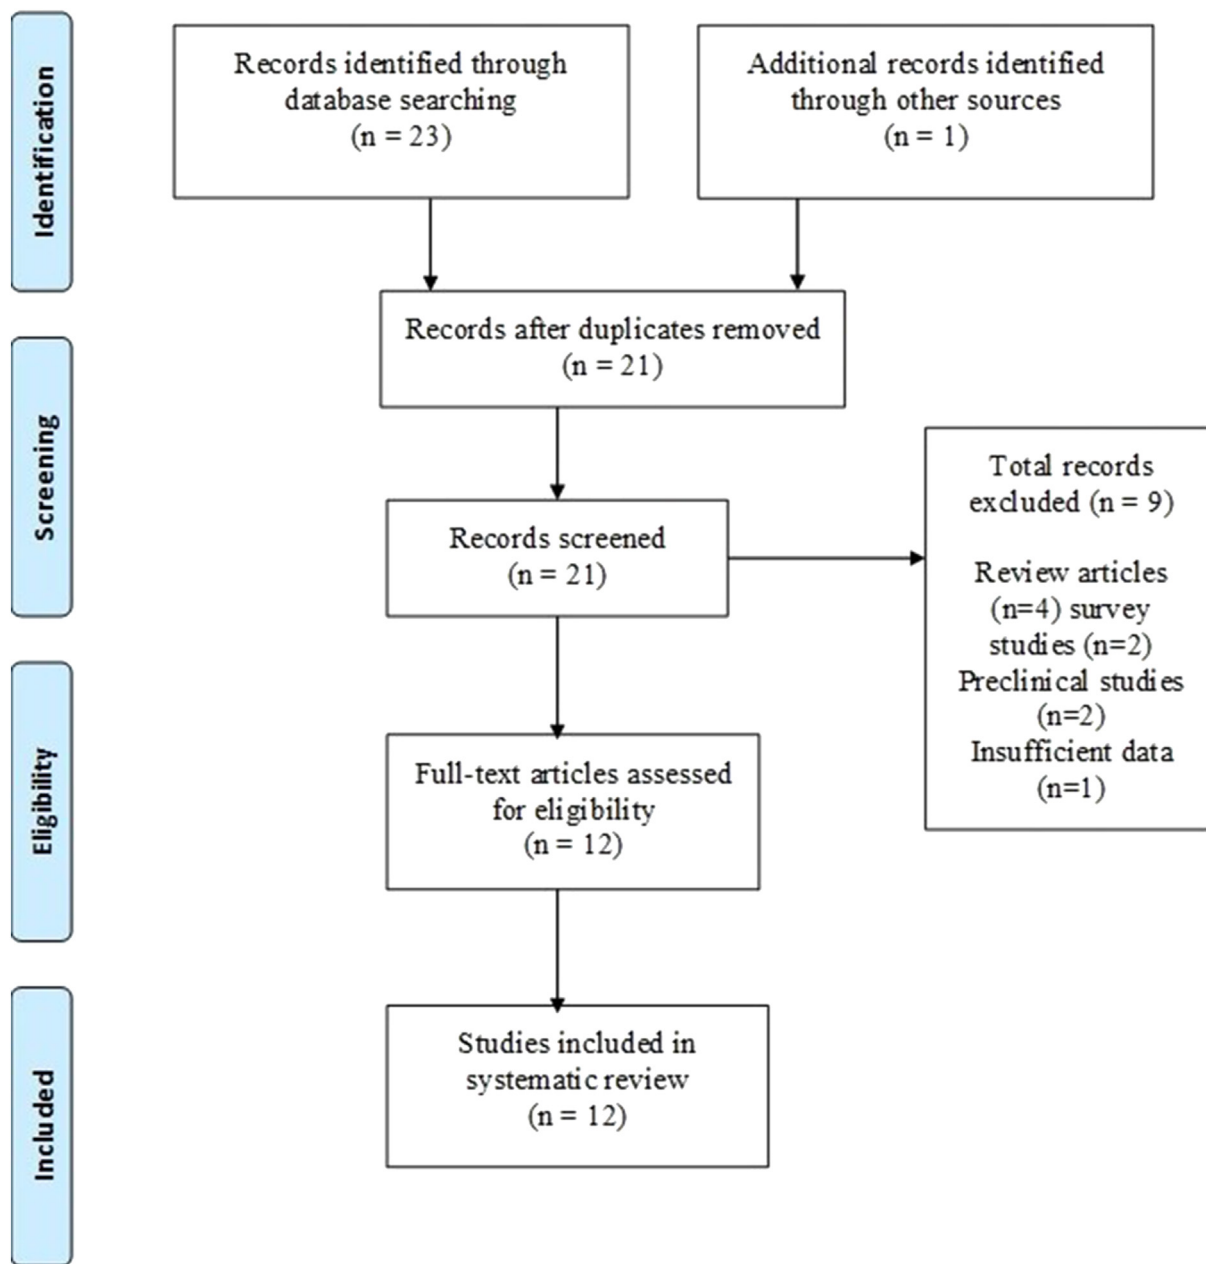 Identification
Records identified through
database searching
(n = 23)
Additional records identified
through other sources
(n = 1)
Records after duplicates removed
(n = 21)
Screening
Records screened
(n = 21)
Total records
excluded (n = 9)
Review articles
(n=4) survey
studies (n=2)
Preclinical studies
(n=2)
Insufficient data
(n=1)
Eligibility
Full-text articles assessed
for eligibility
(n = 12)
Included
Studies included in
systematic review
(n = 12)